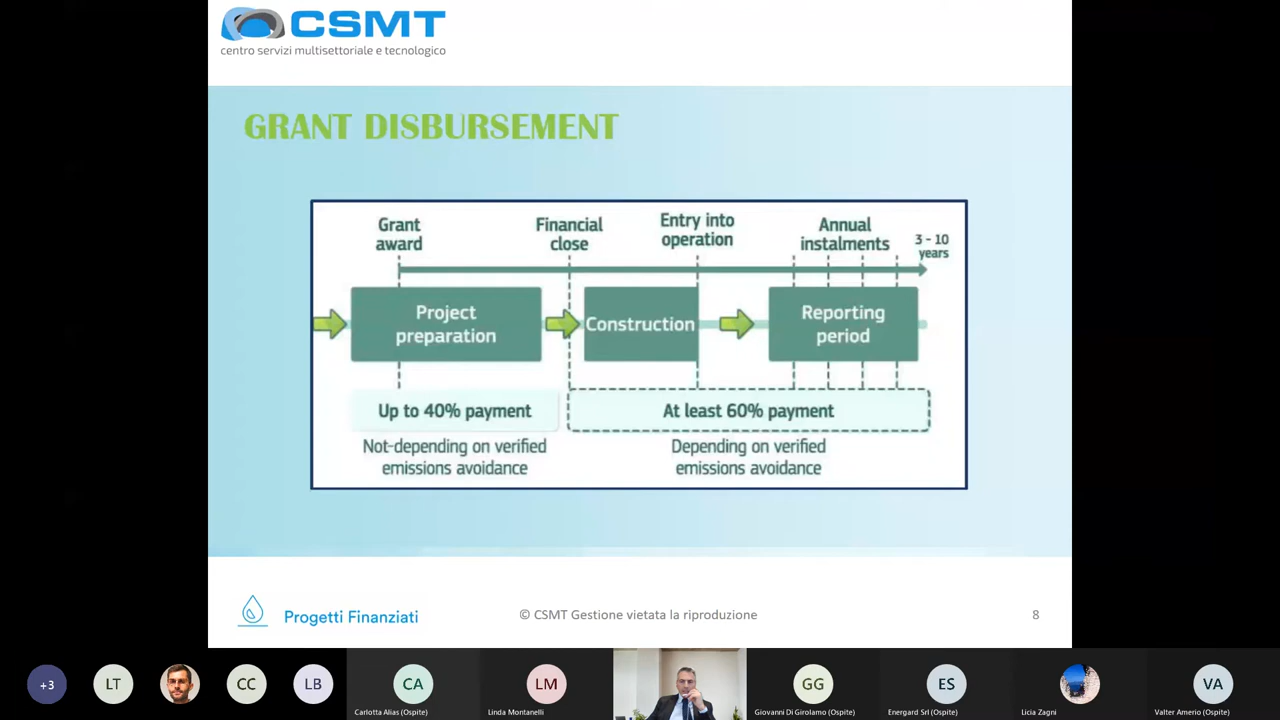 CSMT
centro servizi multisettoriale e tecnologico
GRANT DISBURSEMENT
Grant
award
Financial
close
Entry into
operation
Annual
instalments
3 - 10
years
Project
preparation
Construction
Reporting
period
Up to 40% payment
At least 60% payment
Not-depending on verified
emissions avoidance
Depending on verified
emissions avoidance
Progetti Finanziati
© CSMT Gestione vietata la riproduzione
8
+3
LT
CC
LB
CA
LM
GG
ES
VA
Carlotta Alias (Ospite)
Linda Montanelli
Giovanni Di Girolamo (Ospite)
Energard Srl (Ospite)
Licia Zagni
Valter Amerio (Ospite)